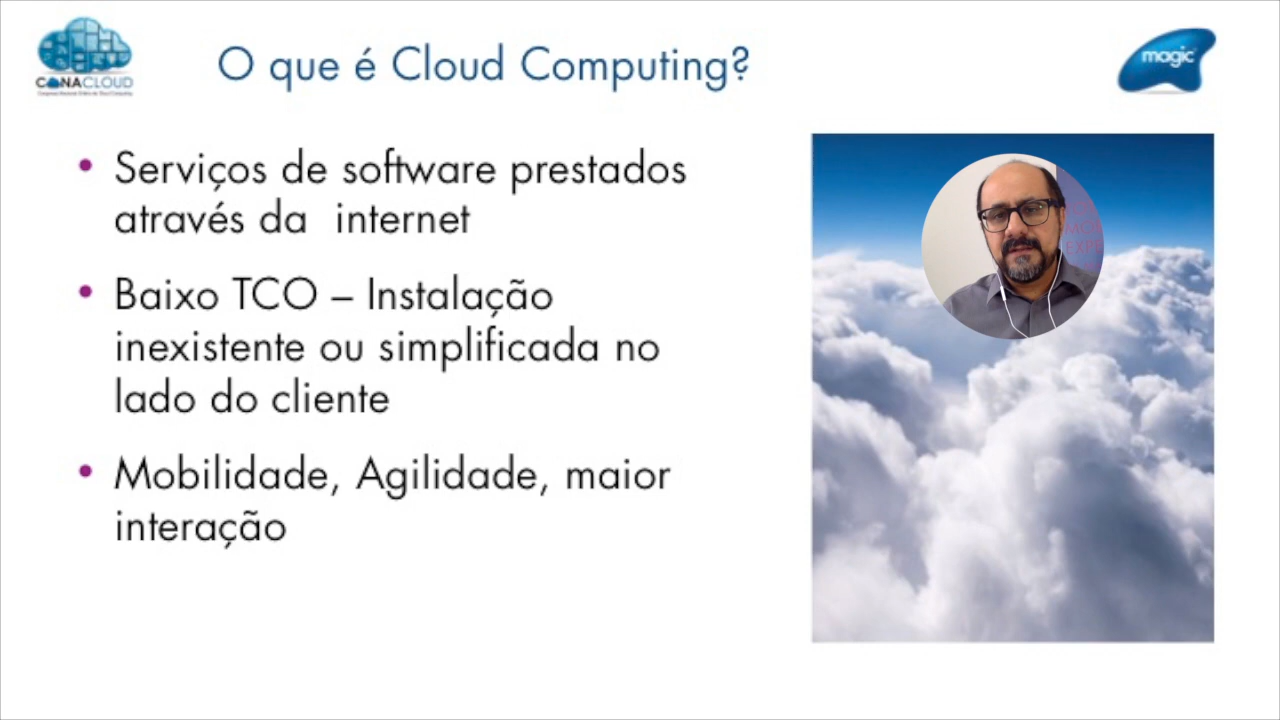 CONACLOUD
O que é Cloud Computing?
magic
• Serviços de software prestados
através da internet
• Baixo TCO – Instalação
inexistente ou simplificada no
lado do cliente
• Mobilidade, Agilidade, maior
interação